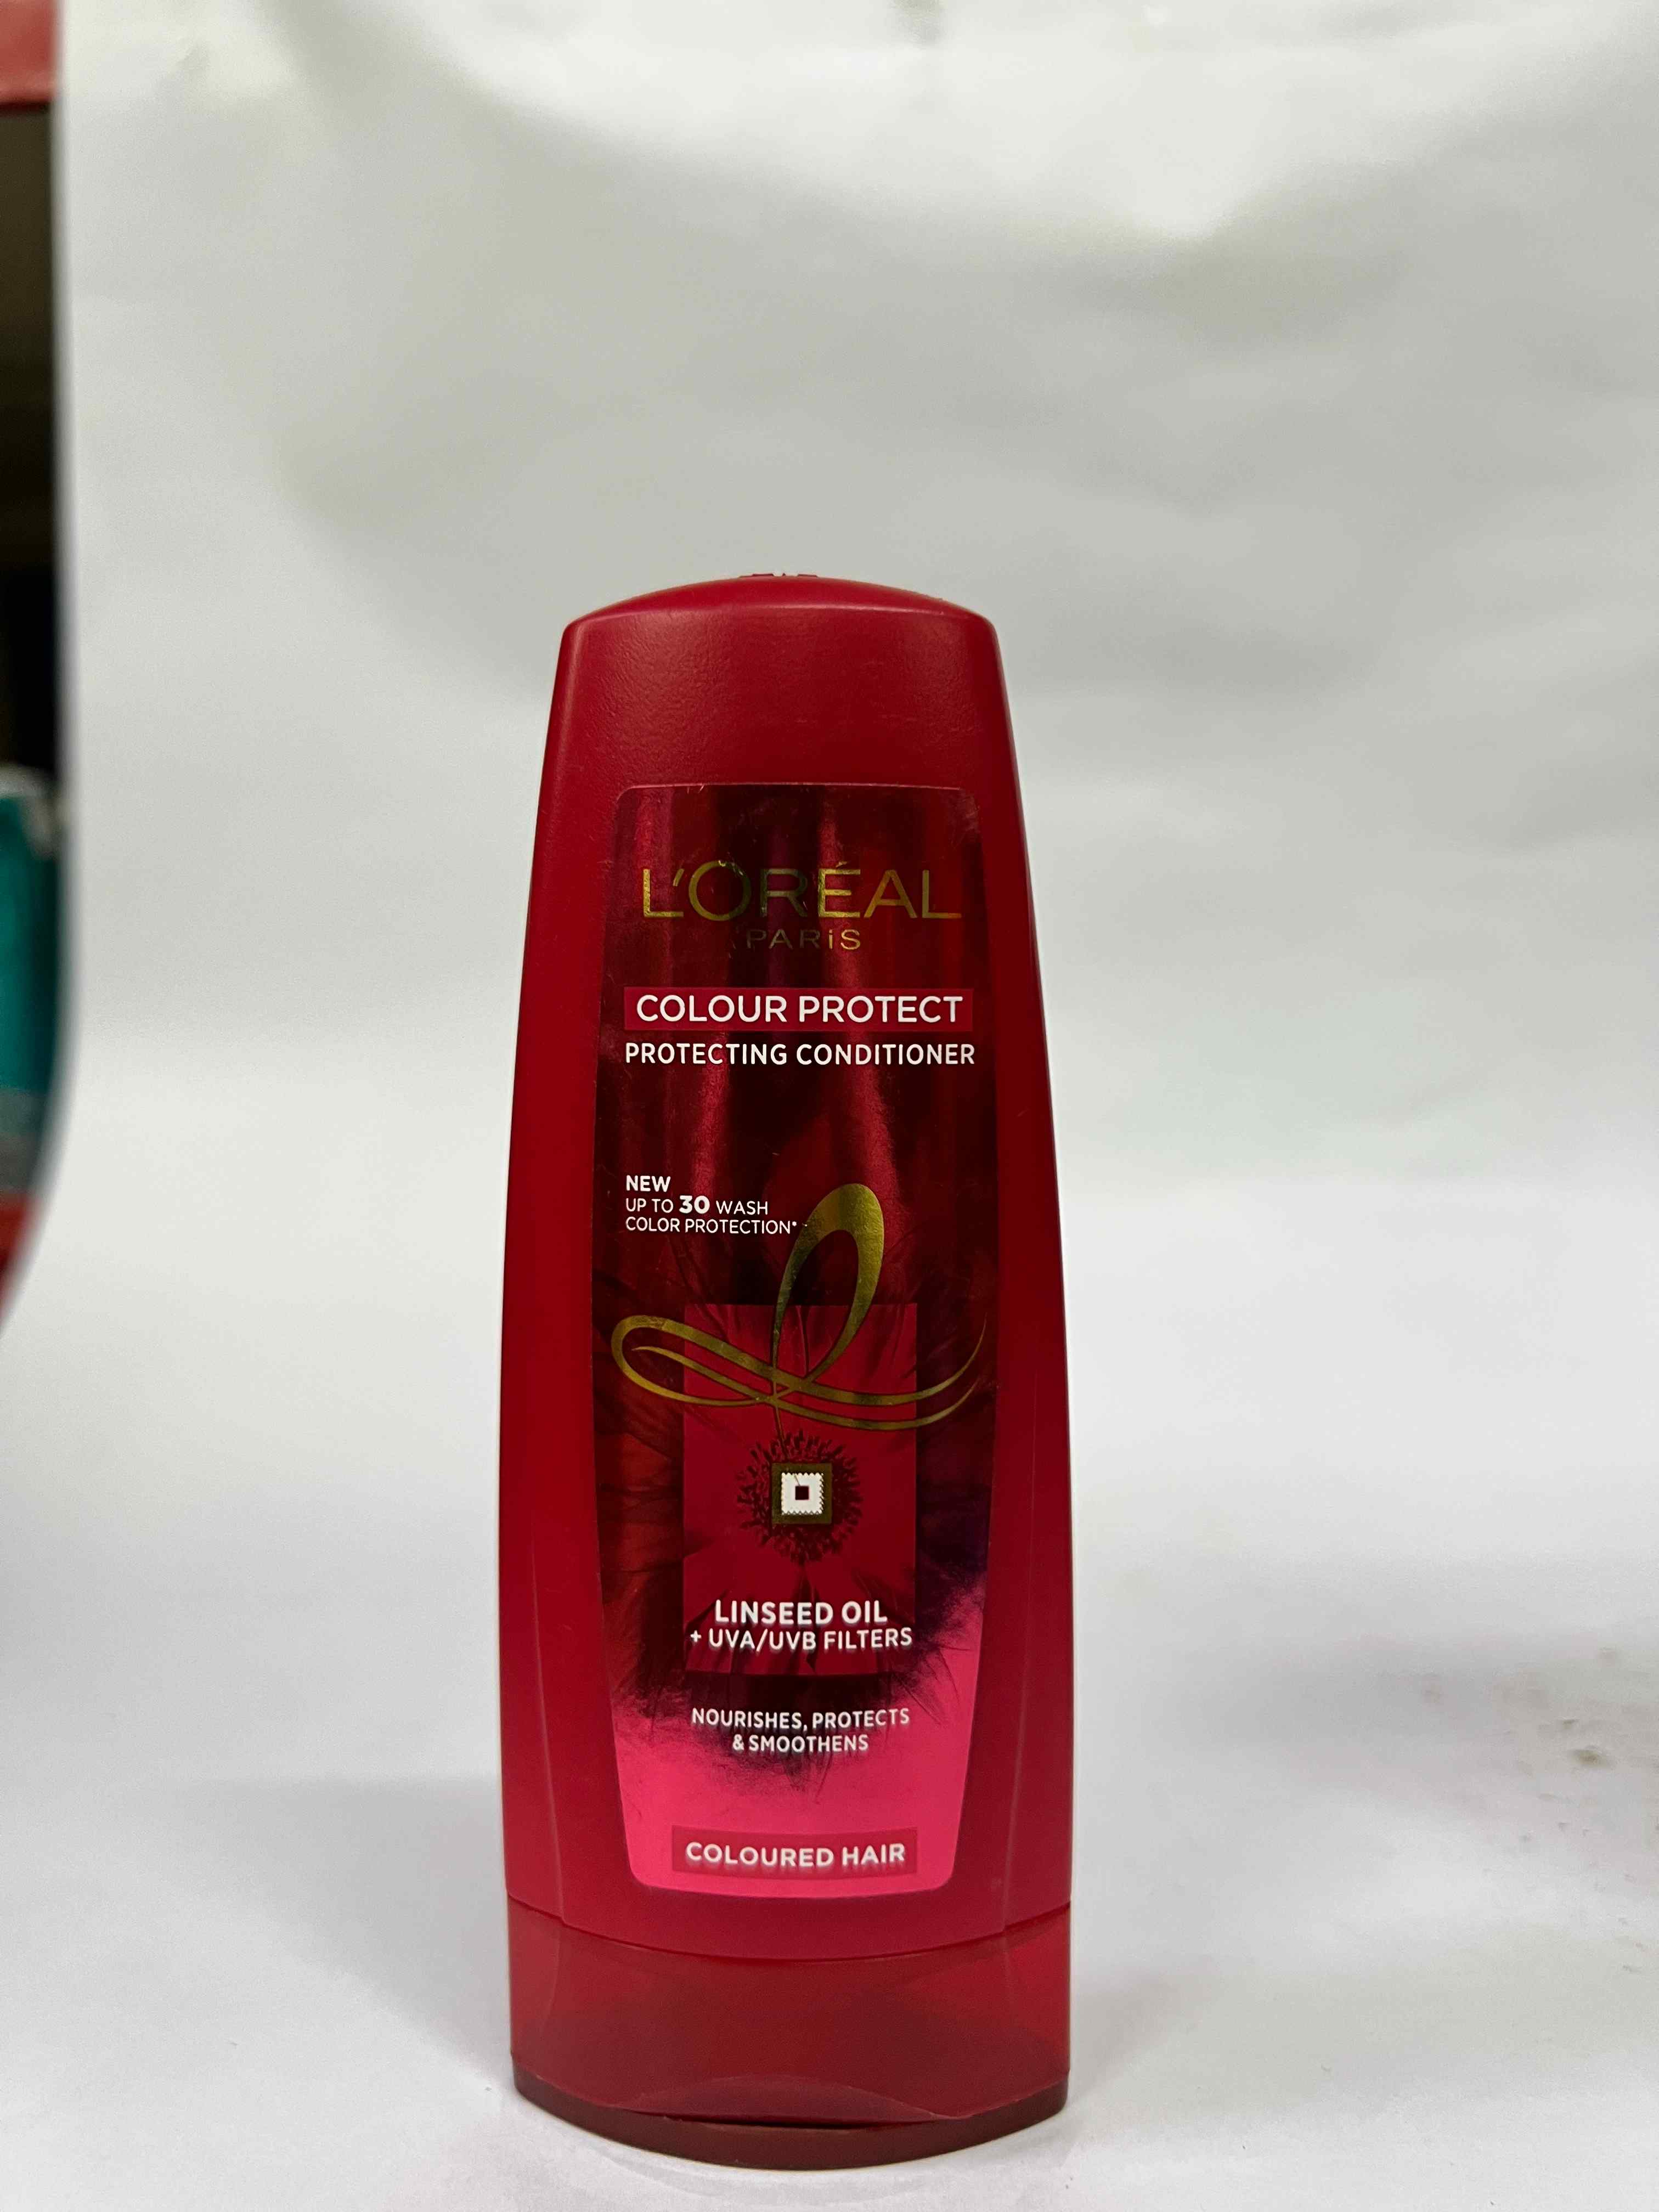 L'ORÉAL
PARiS
COLOUR PROTECT
PROTECTING CONDITIONER
NEW
UP TO 30 WASH
COLOR PROTECTION*
LINSEED OIL
+ UVA/UVB FILTERS
NOURISHES, PROTECTS
& SMOOTHENS
COLOURED HAIR